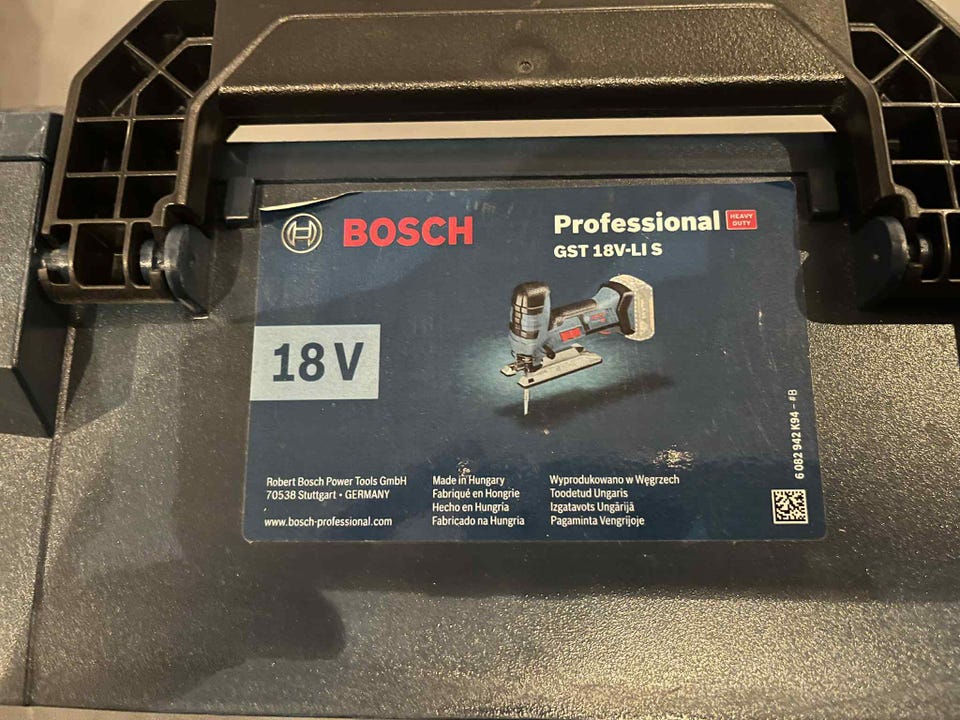 BOSCH
Professional HEAVY DUTY
GST 18V-LI S
18 V
Robert Bosch Power Tools GmbH
70538 Stuttgart • GERMANY
www.bosch-professional.com
Made in Hungary
Fabriqué en Hongrie
Hecho en Hungria
Fabricado na Hungria
Wyprodukowano w Węgrzech
Toodetud Ungaris
Izgatavots Ungārijā
Pagaminta Vengrijoje
6 082 942 K94 – #B